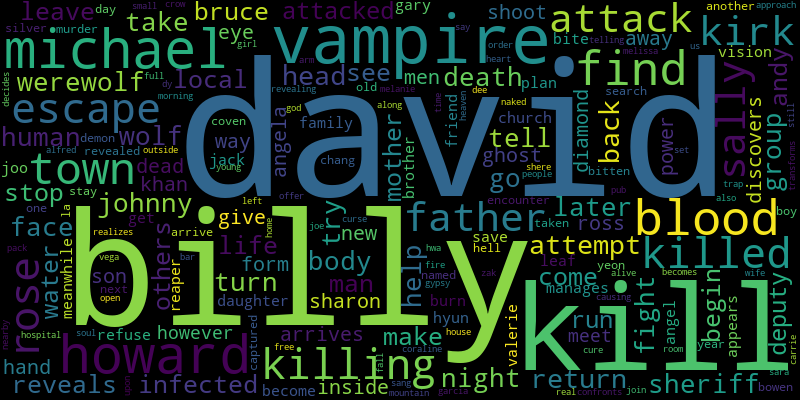 leave day bruce attacked gary shoot attack another approach
silver murder small crow take eye girl say bite away kirk
michael vampire order telling melissa us vision silver
decides werewolf local head see men death plan find
full dy arm heart
escape morning revealing old search
human wolf coven god along naked diamond back power sally andy
joo demon revealed outside way family church tell discovers group
town alfred jack young angela chang mother brother friend time dee heaven ghost set still
stop dead khan shere people bitten trap transforms
stay johnny try offer go yeon pub also
rose one la get left father encounter taken later ross blood boy
face realizes arrive give joe curse save hell attempt
water meanwhile vega others reaper life new help hwa leaf killed
son bar form home body fire named zak come alive becomes wife
pack next open turn man gypsy manages angel begin appears deputy
daughter sharon burn hyun house causing fight
nearby hospital soul refuse however arrives make valerie run meet cure room year carrie
howard captured free fall coraline kill sheriff
hand killing inside night return sara
reveals infected become sang mountain garcia real confronts join bowen
david
billy